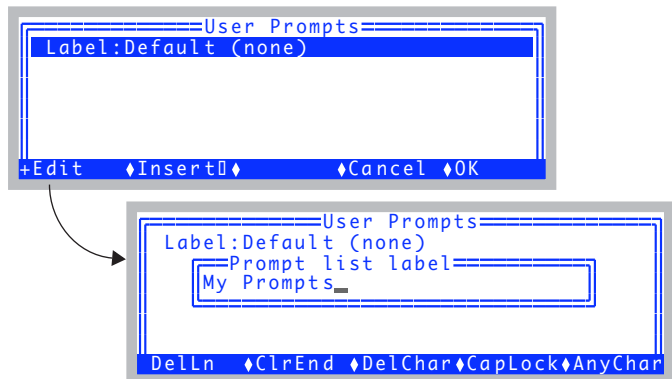 User Prompts
Label:Default (none)
+Edit ♦Insert▯♦ ♦Cancel ♦OK
User Prompts
Label:Default (none)
Prompt list label
My Prompts_
DelLn ♦ClrEnd ♦DelChar♦CapLock♦AnyChar